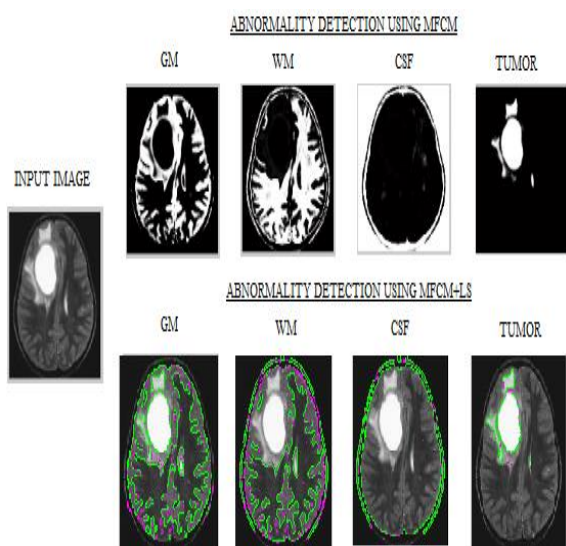 ABNORMALITY DETECTION USING MFCM
GM WM CSF TUMOR
INPUT IMAGE
ABNORMALITY DETECTION USING MFCM+LS
GM WM CSF TUMOR